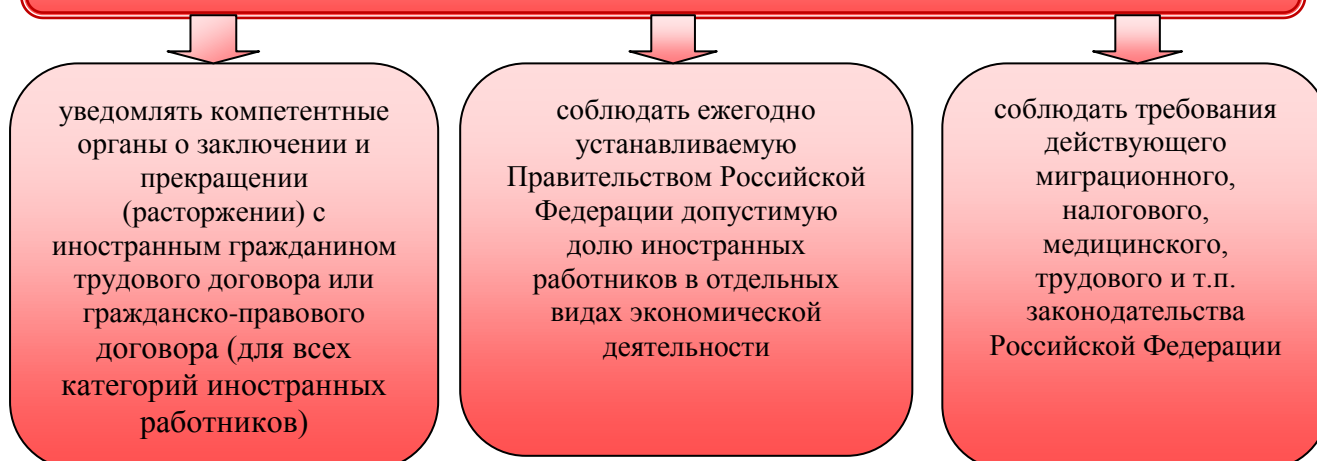 уведомлять компетентные
органы о заключении и
прекращении
(расторжении) с
иностранным гражданином
трудового договора или
гражданско-правового
договора (для всех
категорий иностранных
работников)
соблюдать ежегодно
устанавливаемую
Правительством Российской
Федерации допустимую
долю иностранных
работников в отдельных
видах экономической
деятельности
соблюдать требования
действующего
миграционного,
налогового,
медицинского,
трудового и т.п.
законодательства
Российской Федерации